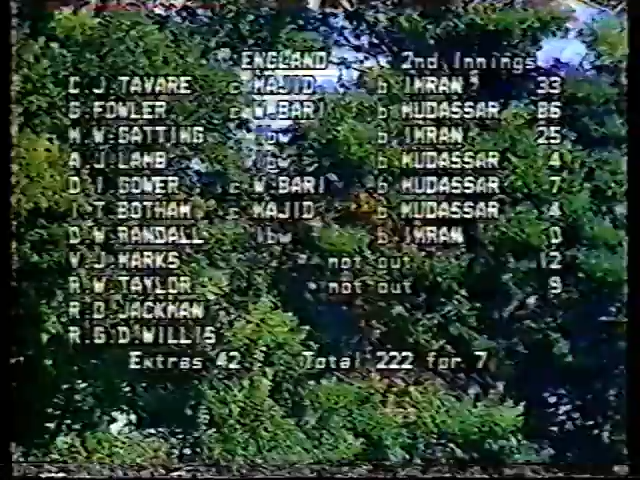 ENGLAND 2nd Innings
C.J.TAVARE c MAJID b IMRAN 33
G.FOWLER c W.BARI b MUDASSAR 86
M.W.GATTING lbw b IMRAN 25
A.J.LAMB lbw b MUDASSAR 4
D.I.GOWER c W.BARI b MUDASSAR 7
I.T.BOTHAM c MAJID b MUDASSAR 4
D.W.RANDALL lbw b IMRAN 0
V.J.MARKS not out 12
R.W.TAYLOR not out 9
R.D.JACKMAN
R.G.D.WILLIS
Extras 42 Total 222 for 7